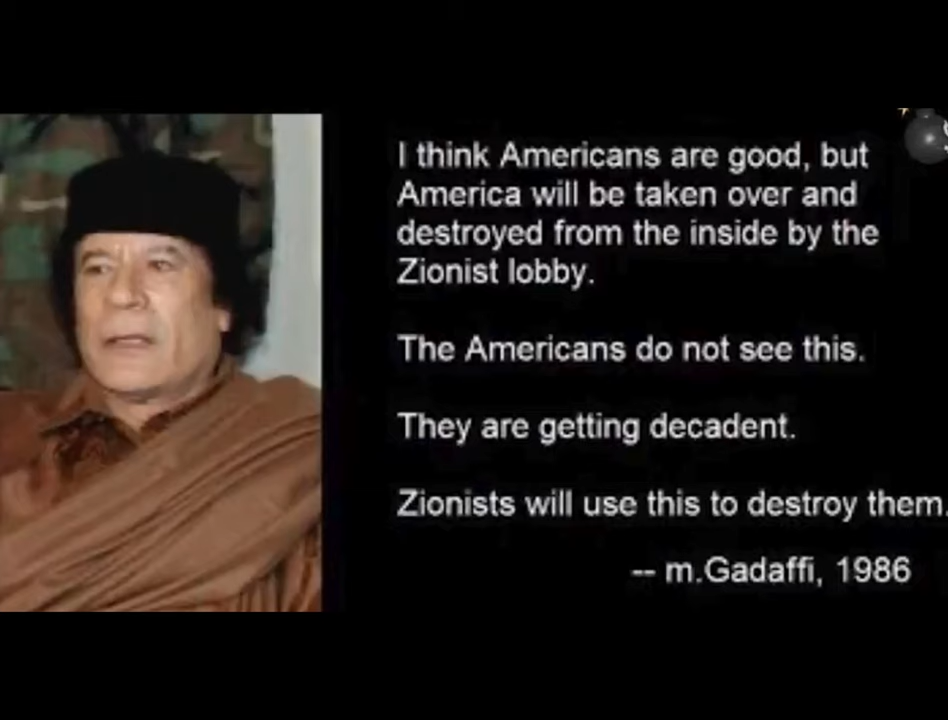 I think Americans are good, but
America will be taken over and
destroyed from the inside by the
Zionist lobby.
The Americans do not see this.
They are getting decadent.
Zionists will use this to destroy them.
-- m.Gadaffi, 1986